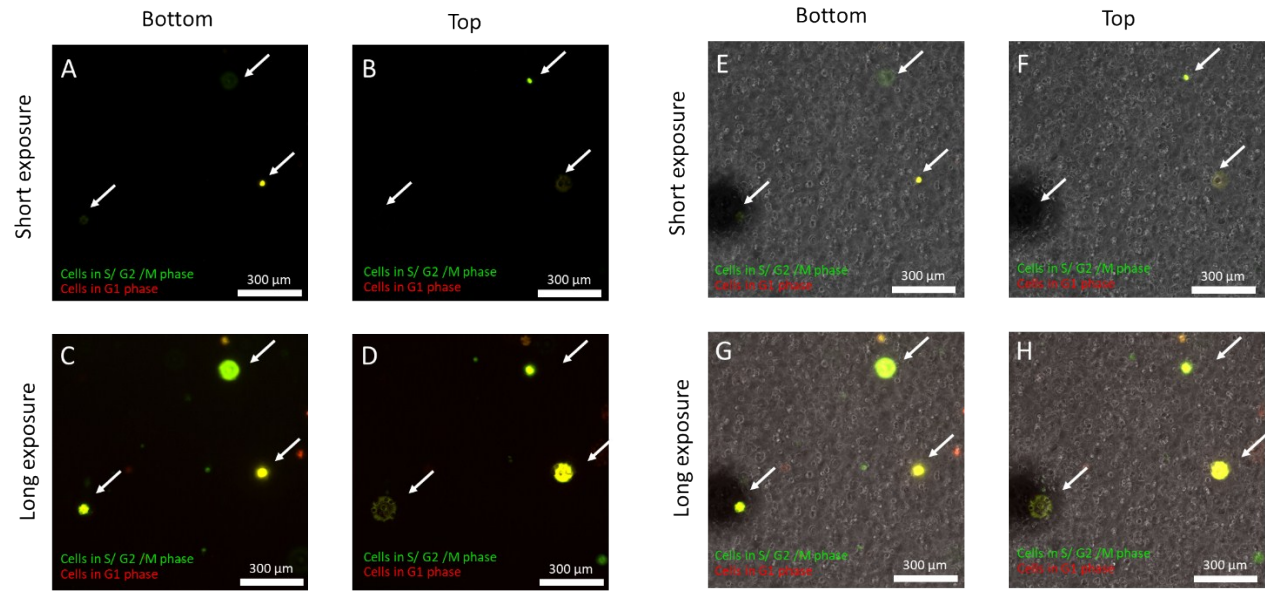 Bottom
Top
Bottom
Top
Short exposure
A
B
Short exposure
E
F
Cells in S/ G2 /M phase
Cells in G1 phase
300 µm
Cells in S/ G2 /M phase
Cells in G1 phase
300 µm
Cells in S/ G2 /M phase
Cells in G1 phase
300 µm
Cells in S/ G2 /M phase
Cells in G1 phase
300 µm
Long exposure
C
D
Long exposure
G
H
Cells in S/ G2 /M phase
Cells in G1 phase
300 µm
Cells in S/ G2 /M phase
Cells in G1 phase
300 µm
Cells in S/ G2 /M phase
Cells in G1 phase
300 µm
Cells in S/ G2 /M phase
Cells in G1 phase
300 µm